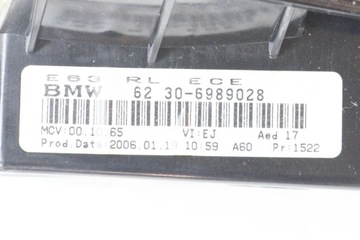 E63 RL ECE
BMW 62 30-6989028
MCV:00.10.65 VI:EJ Aed 17
Prod.Dat:2006.01.19 10:59 A60 Pr:1522